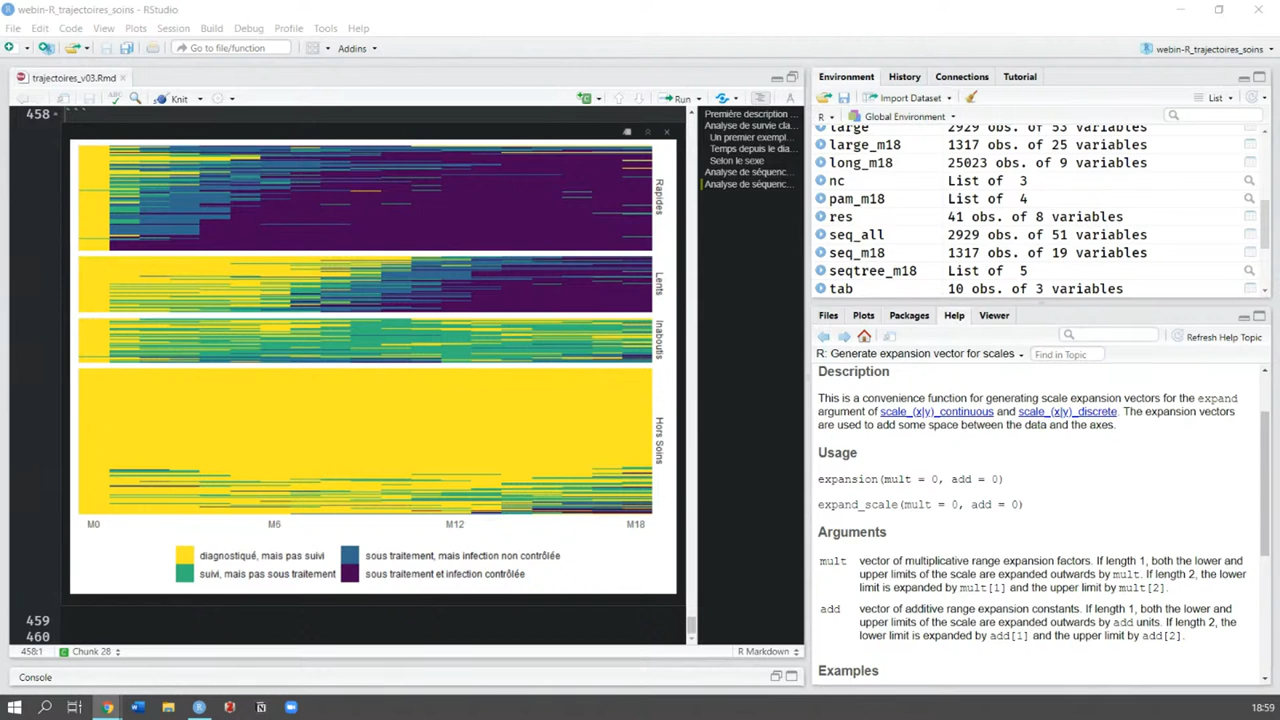 webin-R_trajectoires_soins - RStudio
File Edit Code View Plots Session Build Debug Profile Tools Help
Go to file/function Addins webin-R_trajectoires_soins
trajectoires_v03.Rmd
Knit Run
458 ```
Première description ...
Analyse de survie cla...
Un premier exempl...
Temps depuis le dia...
Selon le sexe
Analyse de séquenc...
Analyse de séquenc...
Rapides
Lents
Inaboutis
Hors Soins
M0 M6 M12 M18
diagnostiqué, mais pas suivi sous traitement, mais infection non contrôlée
suivi, mais pas sous traitement sous traitement et infection contrôlée
459
460
458:1 Chunk 28 R Markdown
Console
Environment History Connections Tutorial
Import Dataset List
R Global Environment
large 2929 obs. of 53 variables
large_m18 1317 obs. of 25 variables
long_m18 25023 obs. of 9 variables
nc List of 3
pam_m18 List of 4
res 41 obs. of 8 variables
seq_all 2929 obs. of 51 variables
seq_m18 1317 obs. of 19 variables
seqtree_m18 List of 5
tab 10 obs. of 3 variables
Files Plots Packages Help Viewer
Refresh Help Topic
R: Generate expansion vector for scales Find in Topic
Description
This is a convenience function for generating scale expansion vectors for the expand
argument of scale_(x|y)_continuous and scale_(x|y)_discrete. The expansion vectors
are used to add some space between the data and the axes.
Usage
expansion(mult = 0, add = 0)
expand_scale(mult = 0, add = 0)
Arguments
mult vector of multiplicative range expansion factors. If length 1, both the lower and
upper limits of the scale are expanded outwards by mult. If length 2, the lower
limit is expanded by mult[1] and the upper limit by mult[2].
add vector of additive range expansion constants. If length 1, both the lower and
upper limits of the scale are expanded outwards by add units. If length 2, the
lower limit is expanded by add[1] and the upper limit by add[2].
Examples
18:59